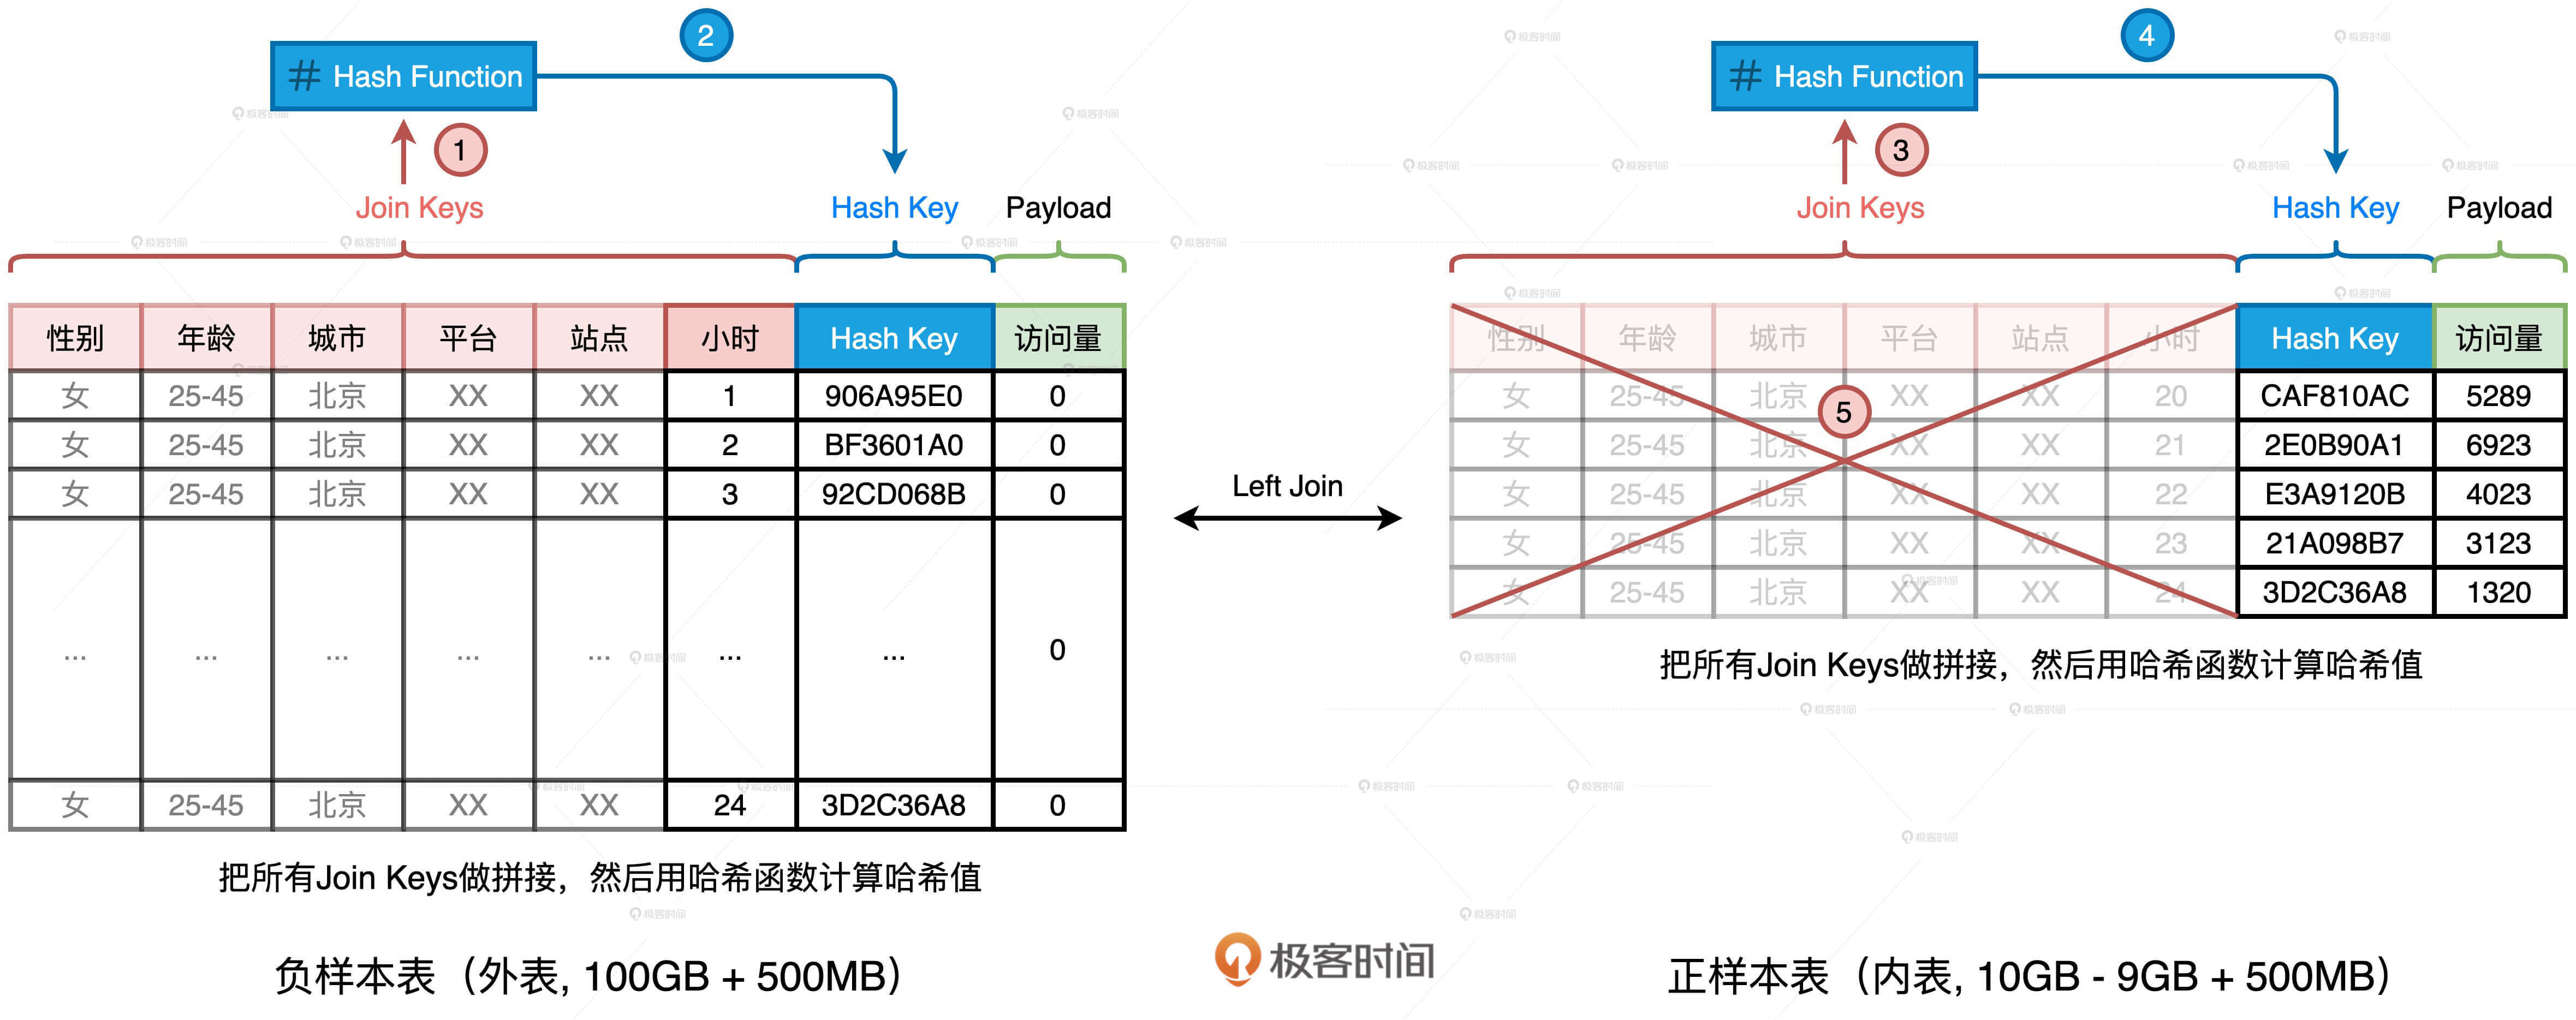 2
# Hash Function
1
Join Keys
Hash Key
Payload
性别 年龄 城市 平台 站点 小时 Hash Key 访问量
女 25-45 北京 XX XX 1 906A95E0 0
女 25-45 北京 XX XX 2 BF3601A0 0
女 25-45 北京 XX XX 3 92CD068B 0
... ... ... ... ... ... ... 0
女 25-45 北京 XX XX 24 3D2C36A8 0
把所有Join Keys做拼接，然后用哈希函数计算哈希值
负样本表（外表, 100GB + 500MB）
Left Join
4
# Hash Function
3
Join Keys
Hash Key
Payload
性别 年龄 城市 平台 站点 小时 Hash Key 访问量
女 25-45 北京 XX XX 20 CAF810AC 5289
5
女 25-45 北京 XX XX 21 2E0B90A1 6923
女 25-45 北京 XX XX 22 E3A9120B 4023
女 25-45 北京 XX XX 23 21A098B7 3123
女 25-45 北京 XX XX 24 3D2C36A8 1320
把所有Join Keys做拼接，然后用哈希函数计算哈希值
正样本表（内表, 10GB - 9GB + 500MB）
极客时间